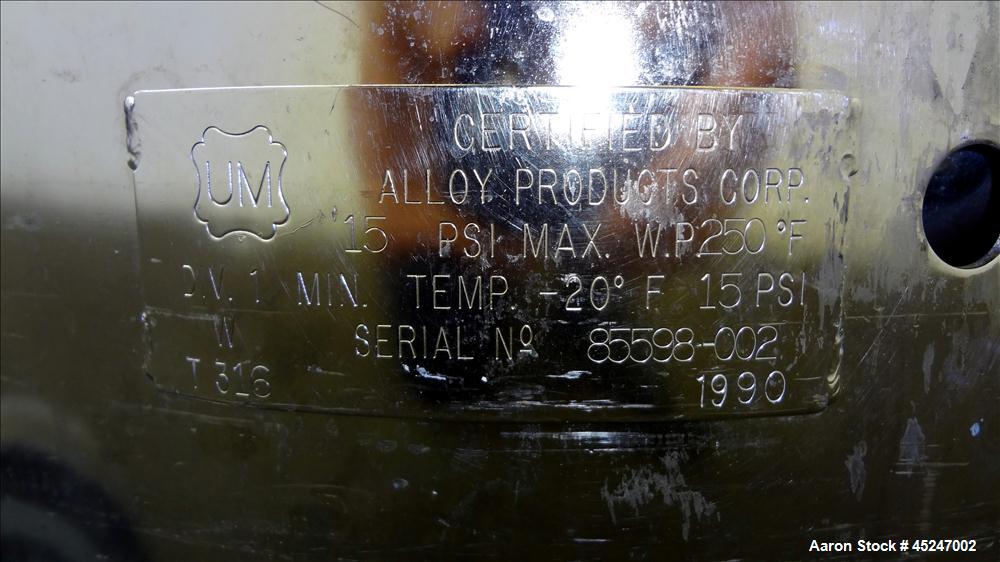 CERTIFIED BY
UM
ALLOY PRODUCTS CORP.
15 PSI MAX. W.P. 250 °F
DIV. 1 MIN. TEMP. -20° F 15 PSI
W SERIAL Nº 85598-002
T 316 1990
Aaron Stock # 45247002